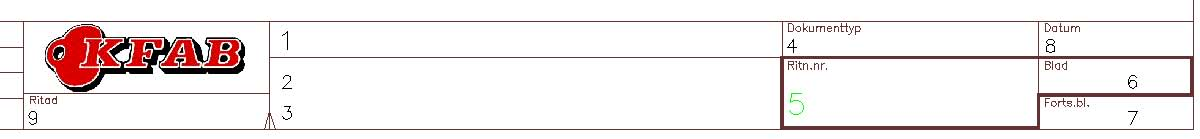 KFAB
Ritad
9
1
2
3
Dokumenttyp
4
Ritn.nr.
5
Datum
8
Blad
6
Forts.bl.
7